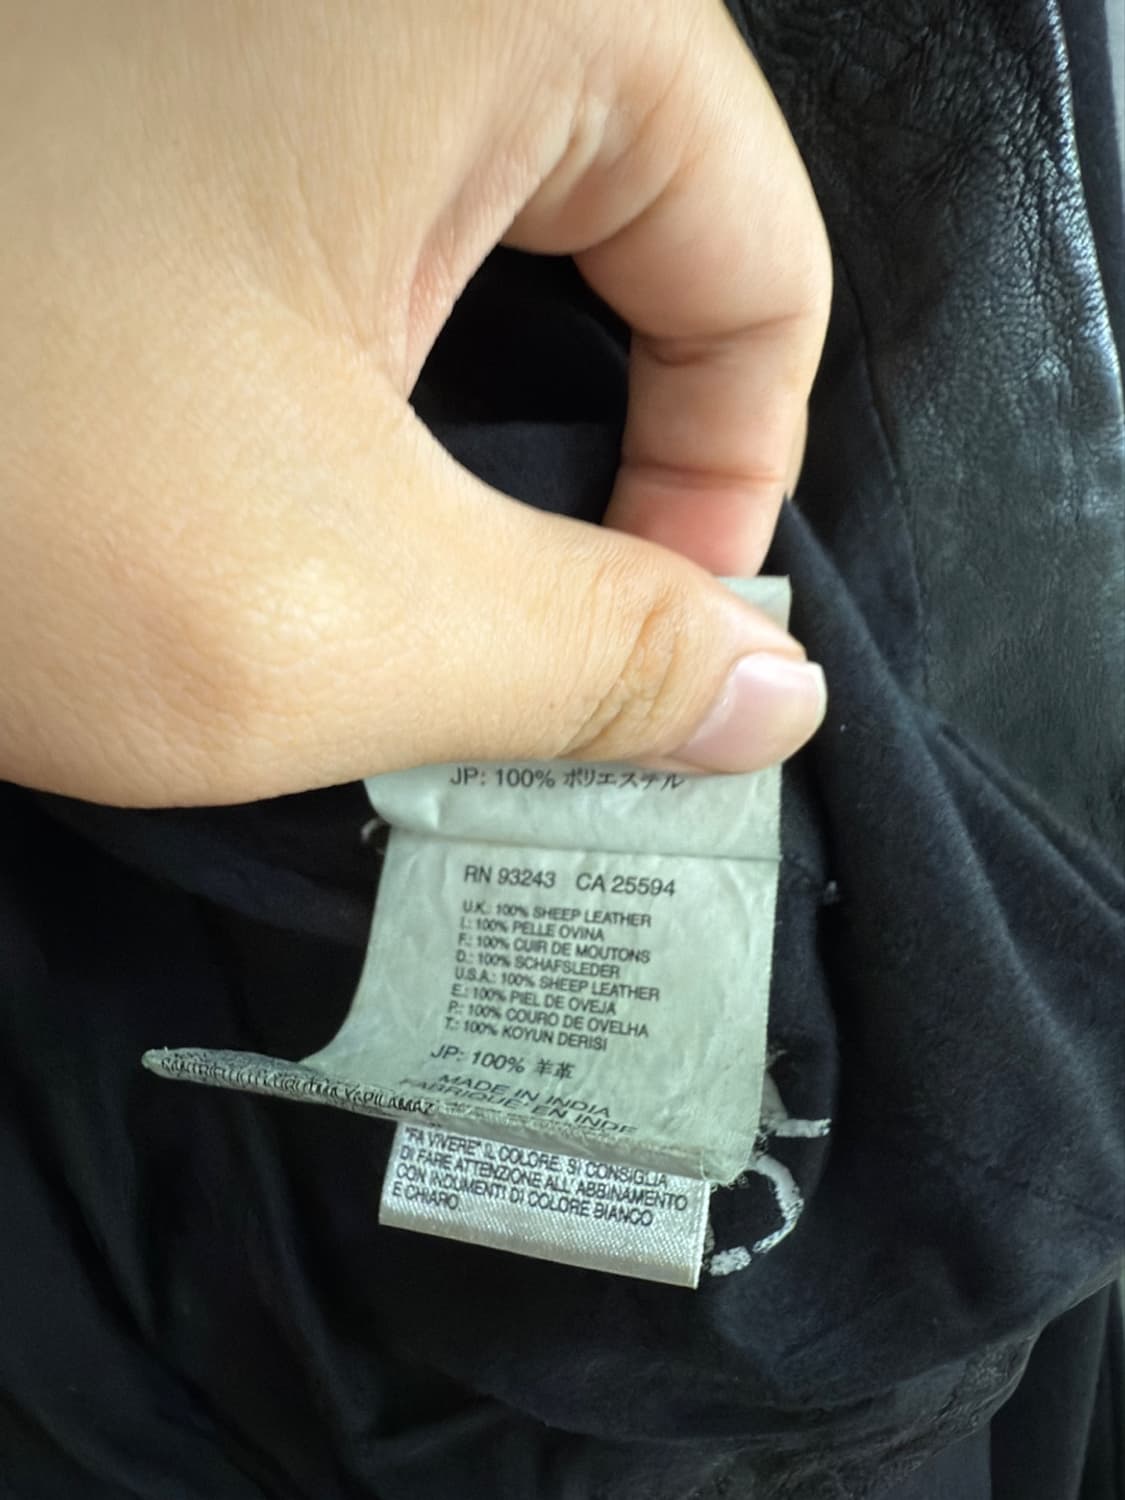 JP: 100% ポリエステル
RN 93243 CA 25594
U.K.: 100% SHEEP LEATHER
I.: 100% PELLE OVINA
F.: 100% CUIR DE MOUTONS
D.: 100% SCHAFSLEDER
U.S.A.: 100% SHEEP LEATHER
E.: 100% PIEL DE OVEJA
P.: 100% COURO DE OVELHA
T.: 100% KOYUN DERISI
JP: 100% 羊革
MADE IN INDIA
FABRIQUE EN INDE
YAPILAMAZ
"FA VIVERE" IL COLORE. SI CONSIGLIA
DI FARE ATTENZIONE ALL'ABBINAMENTO
CON INDUMENTI DI COLORE BIANCO
E CHIARO